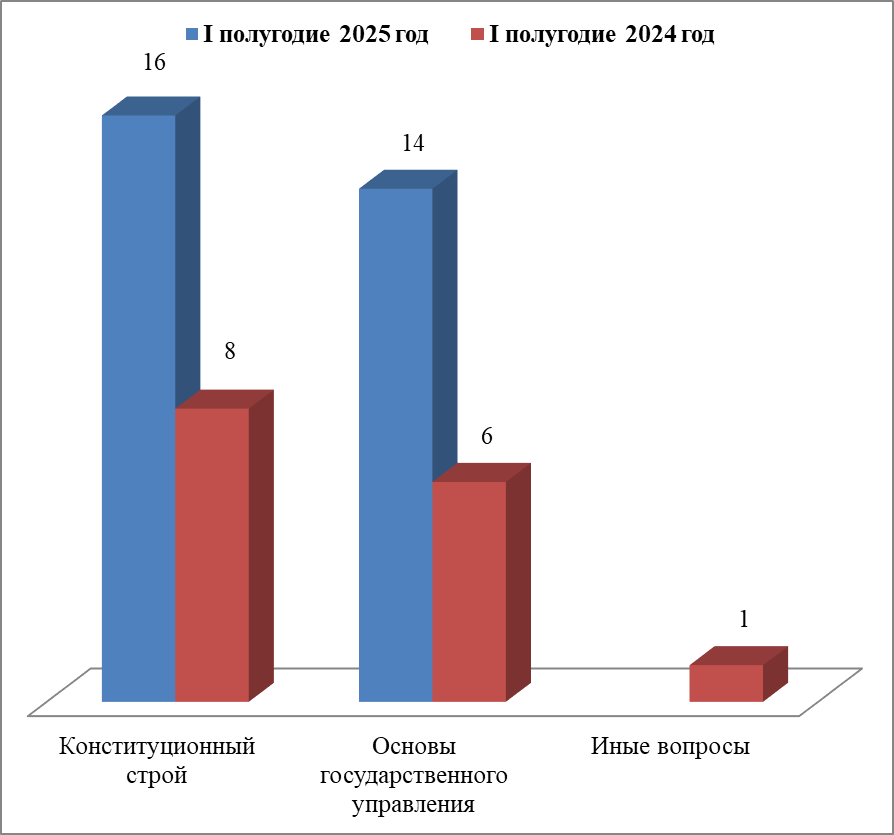 I полугодие 2025 год I полугодие 2024 год
16
14
8
6
1
Конституционный
строй
Основы
государственного
управления
Иные вопросы